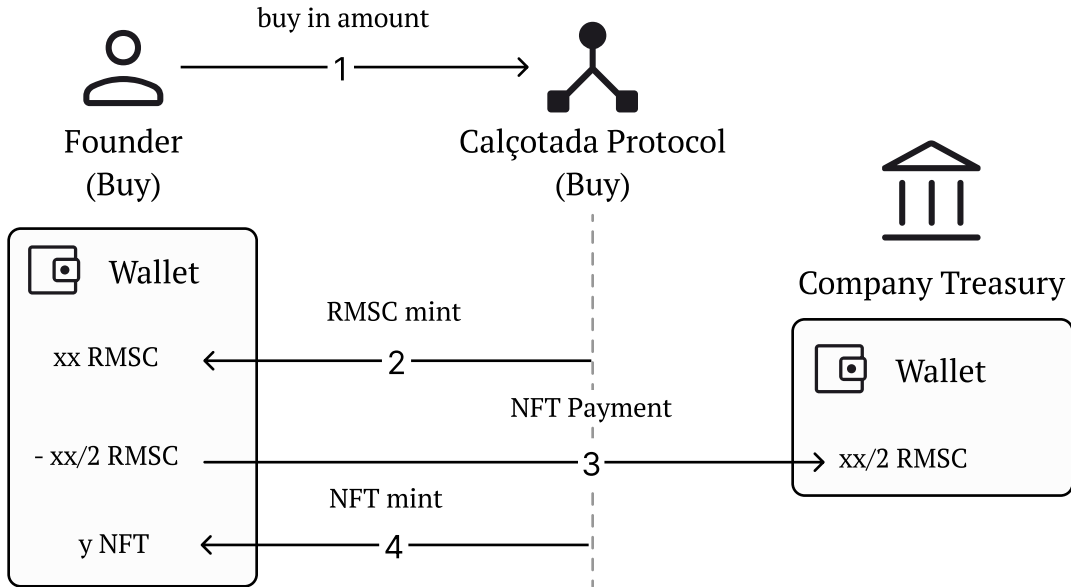 buy in amount
1
Founder
(Buy)
Calçotada Protocol
(Buy)
Company Treasury
Wallet
RMSC mint
xx RMSC
2
Wallet
NFT Payment
- xx/2 RMSC
3
xx/2 RMSC
NFT mint
y NFT
4